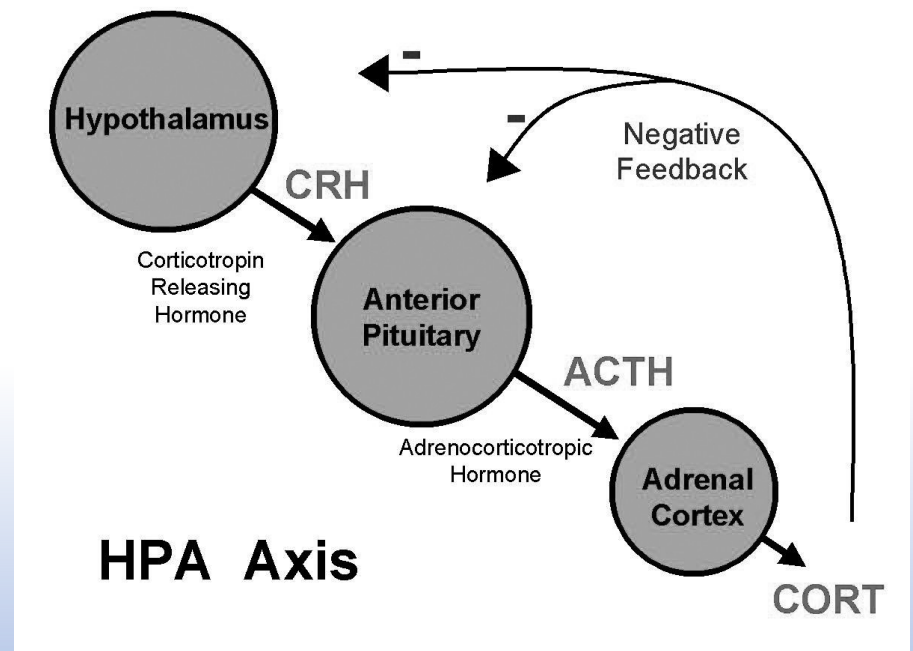 -
Hypothalamus
-
Negative
Feedback
CRH
Corticotropin
Releasing
Hormone
Anterior
Pituitary
ACTH
Adrenocorticotropic
Hormone
Adrenal
Cortex
HPA Axis
CORT